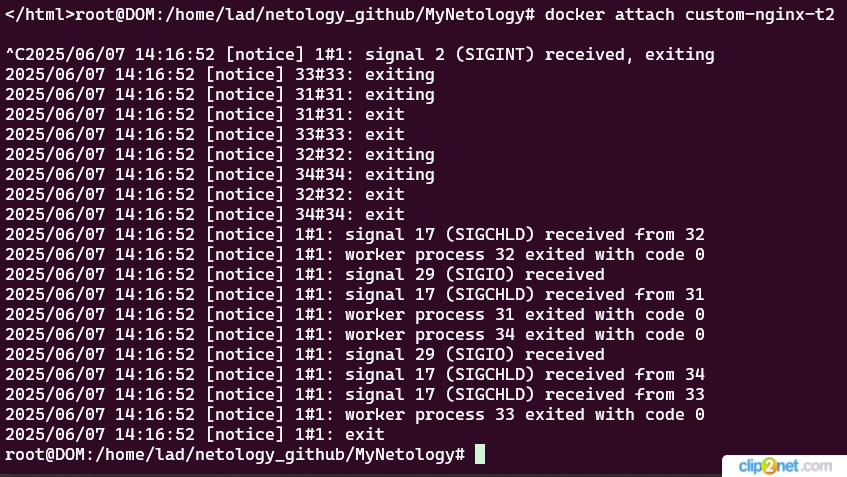 </html>root@DOM:/home/lad/netology_github/MyNetology# docker attach custom-nginx-t2
^C2025/06/07 14:16:52 [notice] 1#1: signal 2 (SIGINT) received, exiting
2025/06/07 14:16:52 [notice] 33#33: exiting
2025/06/07 14:16:52 [notice] 31#31: exiting
2025/06/07 14:16:52 [notice] 31#31: exit
2025/06/07 14:16:52 [notice] 33#33: exit
2025/06/07 14:16:52 [notice] 32#32: exiting
2025/06/07 14:16:52 [notice] 34#34: exiting
2025/06/07 14:16:52 [notice] 32#32: exit
2025/06/07 14:16:52 [notice] 34#34: exit
2025/06/07 14:16:52 [notice] 1#1: signal 17 (SIGCHLD) received from 32
2025/06/07 14:16:52 [notice] 1#1: worker process 32 exited with code 0
2025/06/07 14:16:52 [notice] 1#1: signal 29 (SIGIO) received
2025/06/07 14:16:52 [notice] 1#1: signal 17 (SIGCHLD) received from 31
2025/06/07 14:16:52 [notice] 1#1: worker process 31 exited with code 0
2025/06/07 14:16:52 [notice] 1#1: worker process 34 exited with code 0
2025/06/07 14:16:52 [notice] 1#1: signal 29 (SIGIO) received
2025/06/07 14:16:52 [notice] 1#1: signal 17 (SIGCHLD) received from 34
2025/06/07 14:16:52 [notice] 1#1: signal 17 (SIGCHLD) received from 33
2025/06/07 14:16:52 [notice] 1#1: worker process 33 exited with code 0
2025/06/07 14:16:52 [notice] 1#1: exit
root@DOM:/home/lad/netology_github/MyNetology#
clip2net.com